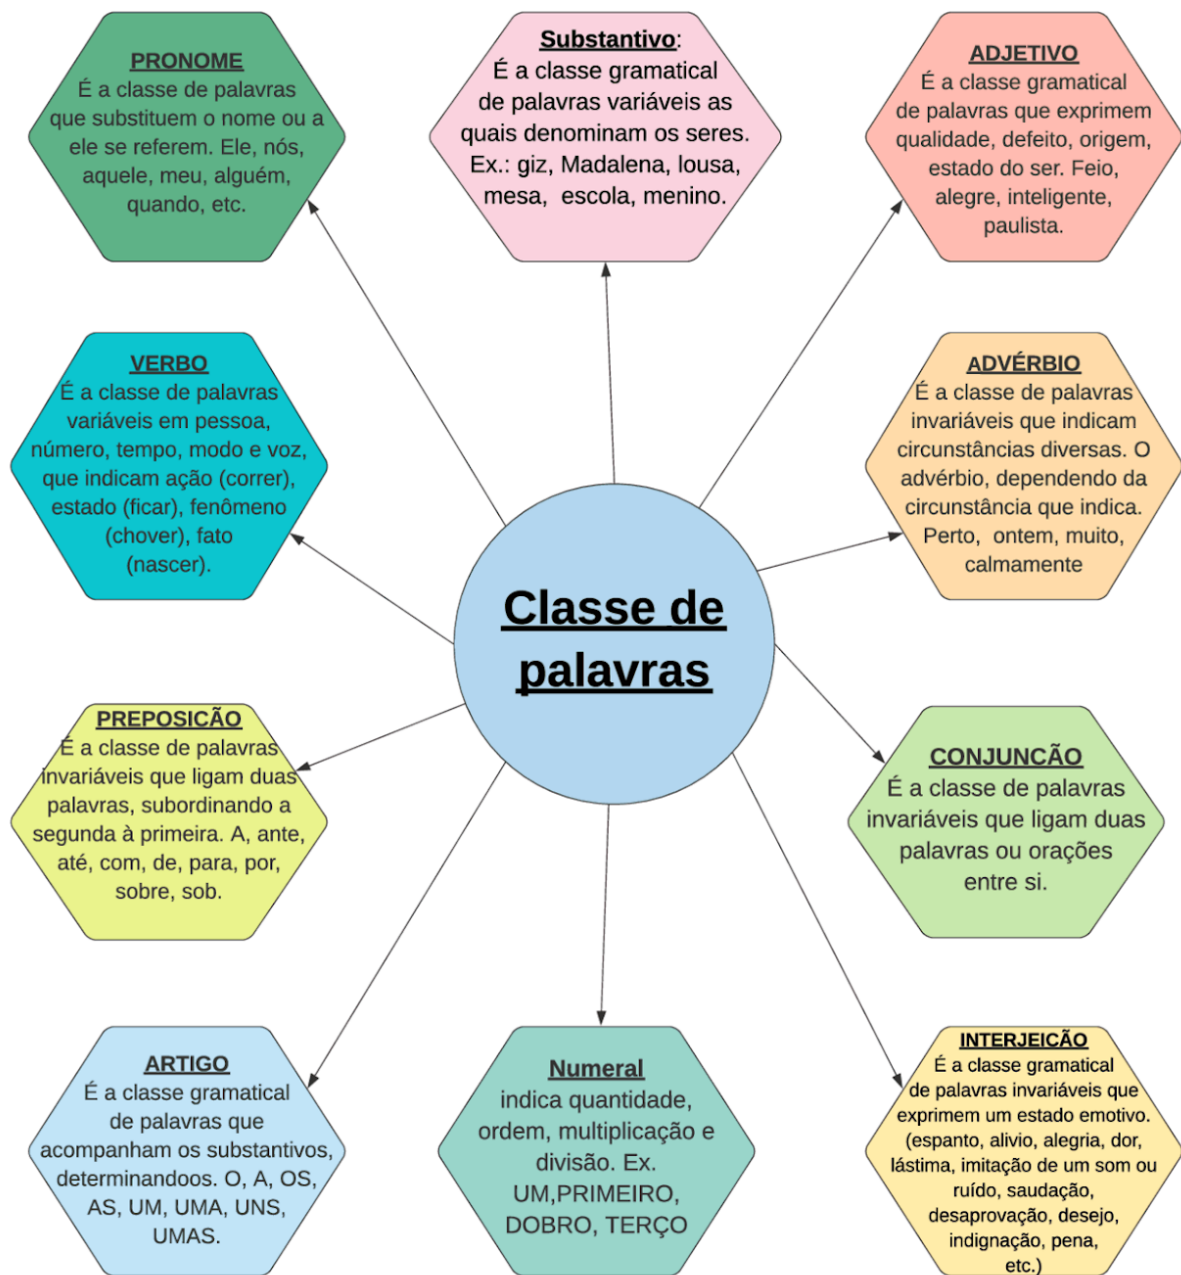 PRONOME
É a classe de palavras
que substituem o nome ou a
ele se referem. Ele, nós,
aquele, meu, alguém,
quando, etc.
Substantivo:
É a classe gramatical
de palavras variáveis as
quais denominam os seres.
Ex.: giz, Madalena, lousa,
mesa, escola, menino.
ADJETIVO
É a classe gramatical
de palavras que exprimem
qualidade, defeito, origem,
estado do ser. Feio,
alegre, inteligente,
paulista.
VERBO
É a classe de palavras
variáveis em pessoa,
número, tempo, modo e voz,
que indicam ação (correr),
estado (ficar), fenômeno
(chover), fato
(nascer).
ADVÉRBIO
É a classe de palavras
invariáveis que indicam
circunstâncias diversas. O
advérbio, dependendo da
circunstância que indica.
Perto, ontem, muito,
calmamente
Classe de
palavras
PREPOSICÃO
É a classe de palavras
invariáveis que ligam duas
palavras, subordinando a
segunda à primeira. A, ante,
até, com, de, para, por,
sobre, sob.
CONJUNCÃO
É a classe de palavras
invariáveis que ligam duas
palavras ou orações
entre si.
ARTIGO
É a classe gramatical
de palavras que
acompanham os substantivos,
determinandoos. O, A, OS,
AS, UM, UMA, UNS,
UMAS.
Numeral
indica quantidade,
ordem, multiplicação e
divisão. Ex.
UM,PRIMEIRO,
DOBRO, TERÇO
INTERJEICÃO
É a classe gramatical
de palavras invariáveis que
exprimem um estado emotivo.
(espanto, alivio, alegria, dor,
lástima, imitação de um som ou
ruído, saudação,
desaprovação, desejo,
indignação, pena,
etc.)